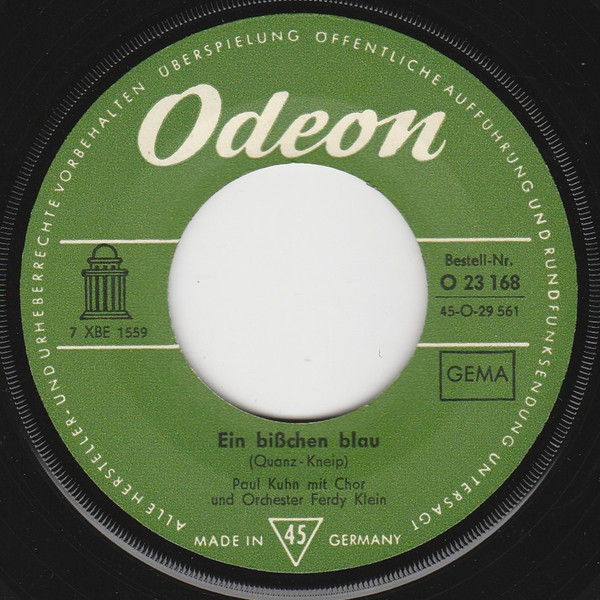 ALLE HERSTELLER- UND URHEBERRECHTE VORBEHALTEN ÜBERSPIELUNG ÖFFENTLICHE AUFFÜHRUNG UND RUNDFUNKSENDUNG UNTERSAGT
Odeon
Bestell-Nr.
O 23 168
45-O-29 561
7 XBE 1559
GEMA
Ein bißchen blau
(Quanz-Kneip)
Paul Kuhn mit Chor
und Orchester Ferdy Klein
MADE IN 45 GERMANY